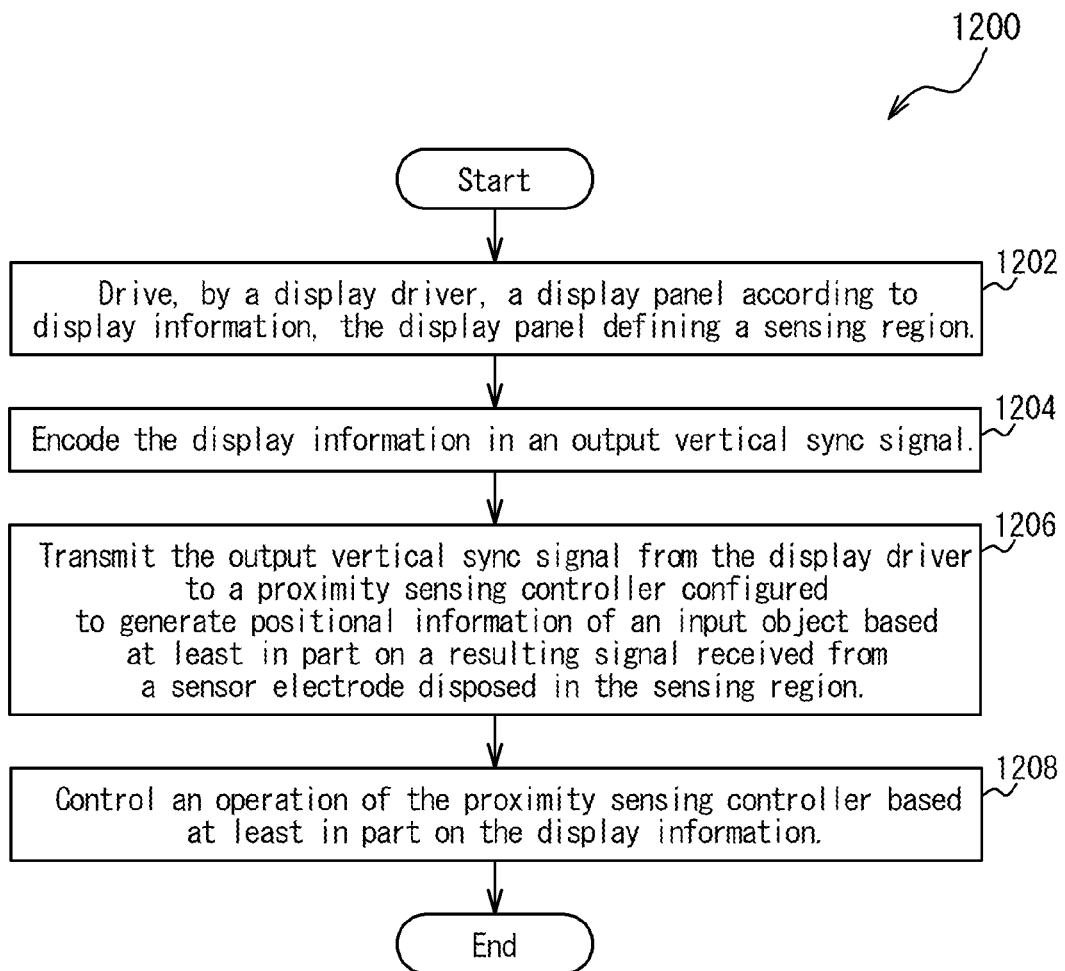 1200
Start
1202
Drive, by a display driver, a display panel according to
display information, the display panel defining a sensing region.
1204
Encode the display information in an output vertical sync signal.
1206
Transmit the output vertical sync signal from the display driver
to a proximity sensing controller configured
to generate positional information of an input object based
at least in part on a resulting signal received from
a sensor electrode disposed in the sensing region.
1208
Control an operation of the proximity sensing controller based
at least in part on the display information.
End